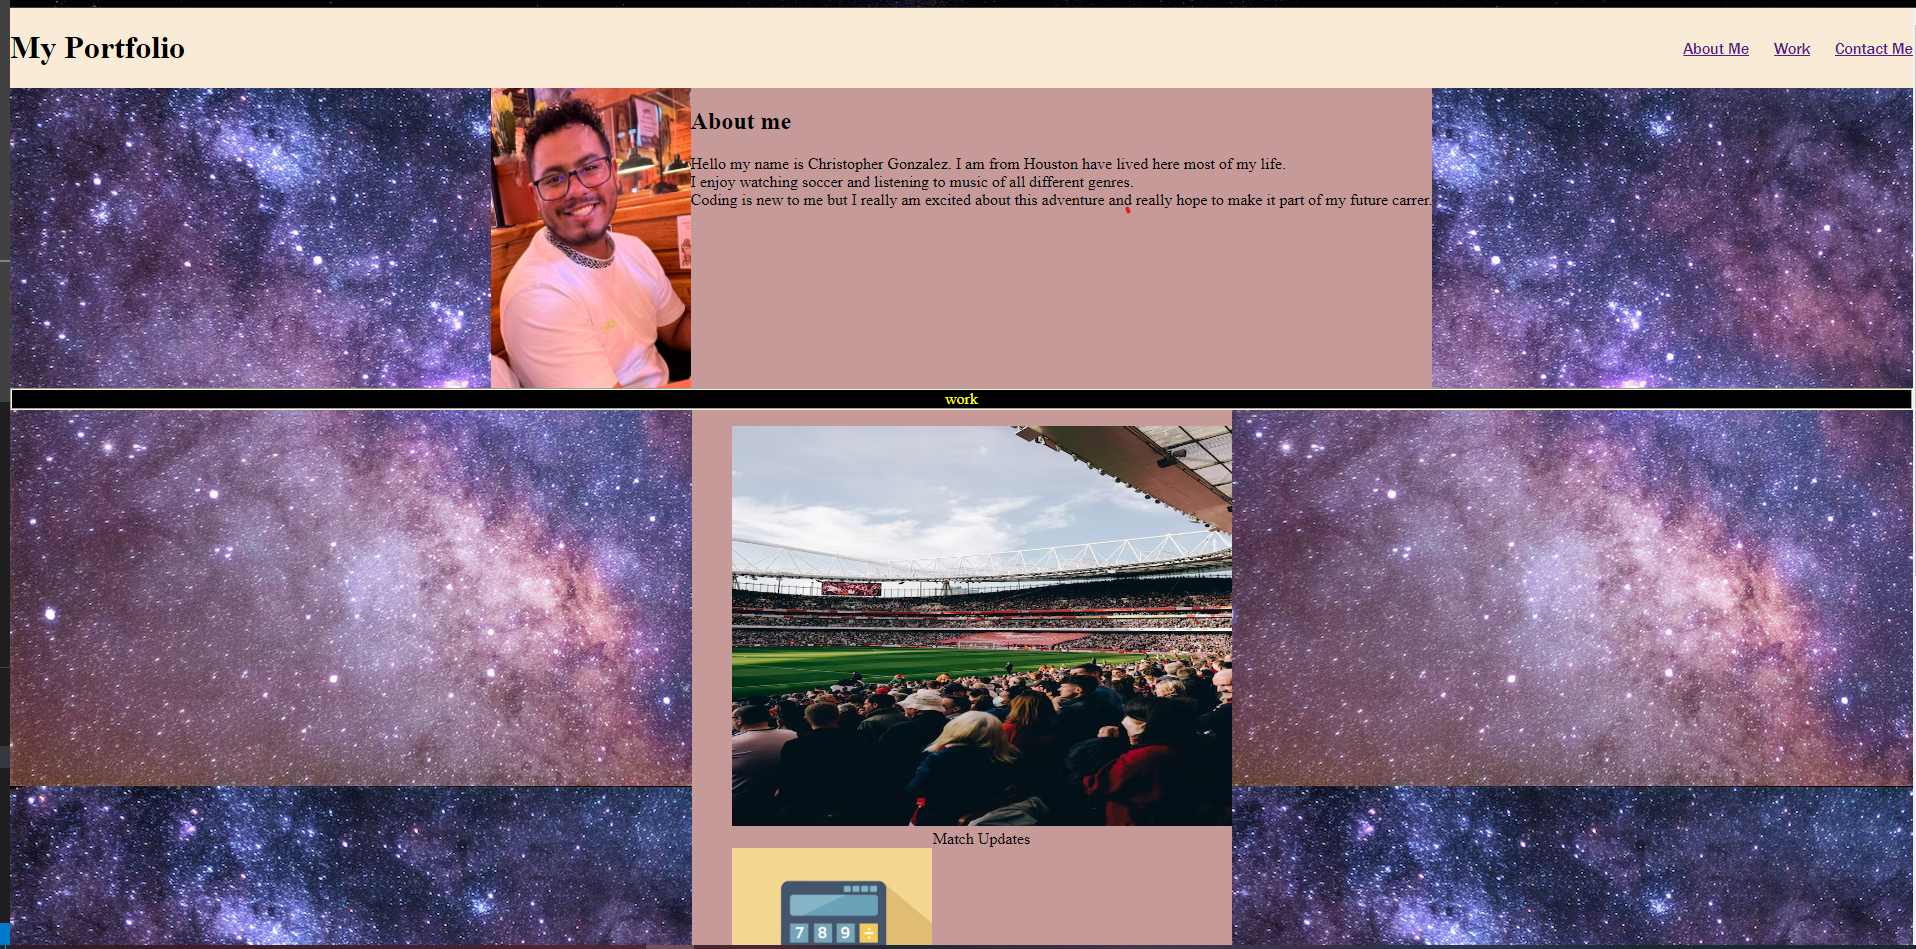 My Portfolio
About Me Work Contact Me
About me
Hello my name is Christopher Gonzalez. I am from Houston have lived here most of my life.
I enjoy watching soccer and listening to music of all different genres.
Coding is new to me but I really am excited about this adventure and really hope to make it part of my future carrer.
work
Match Updates
7 8 9 ÷